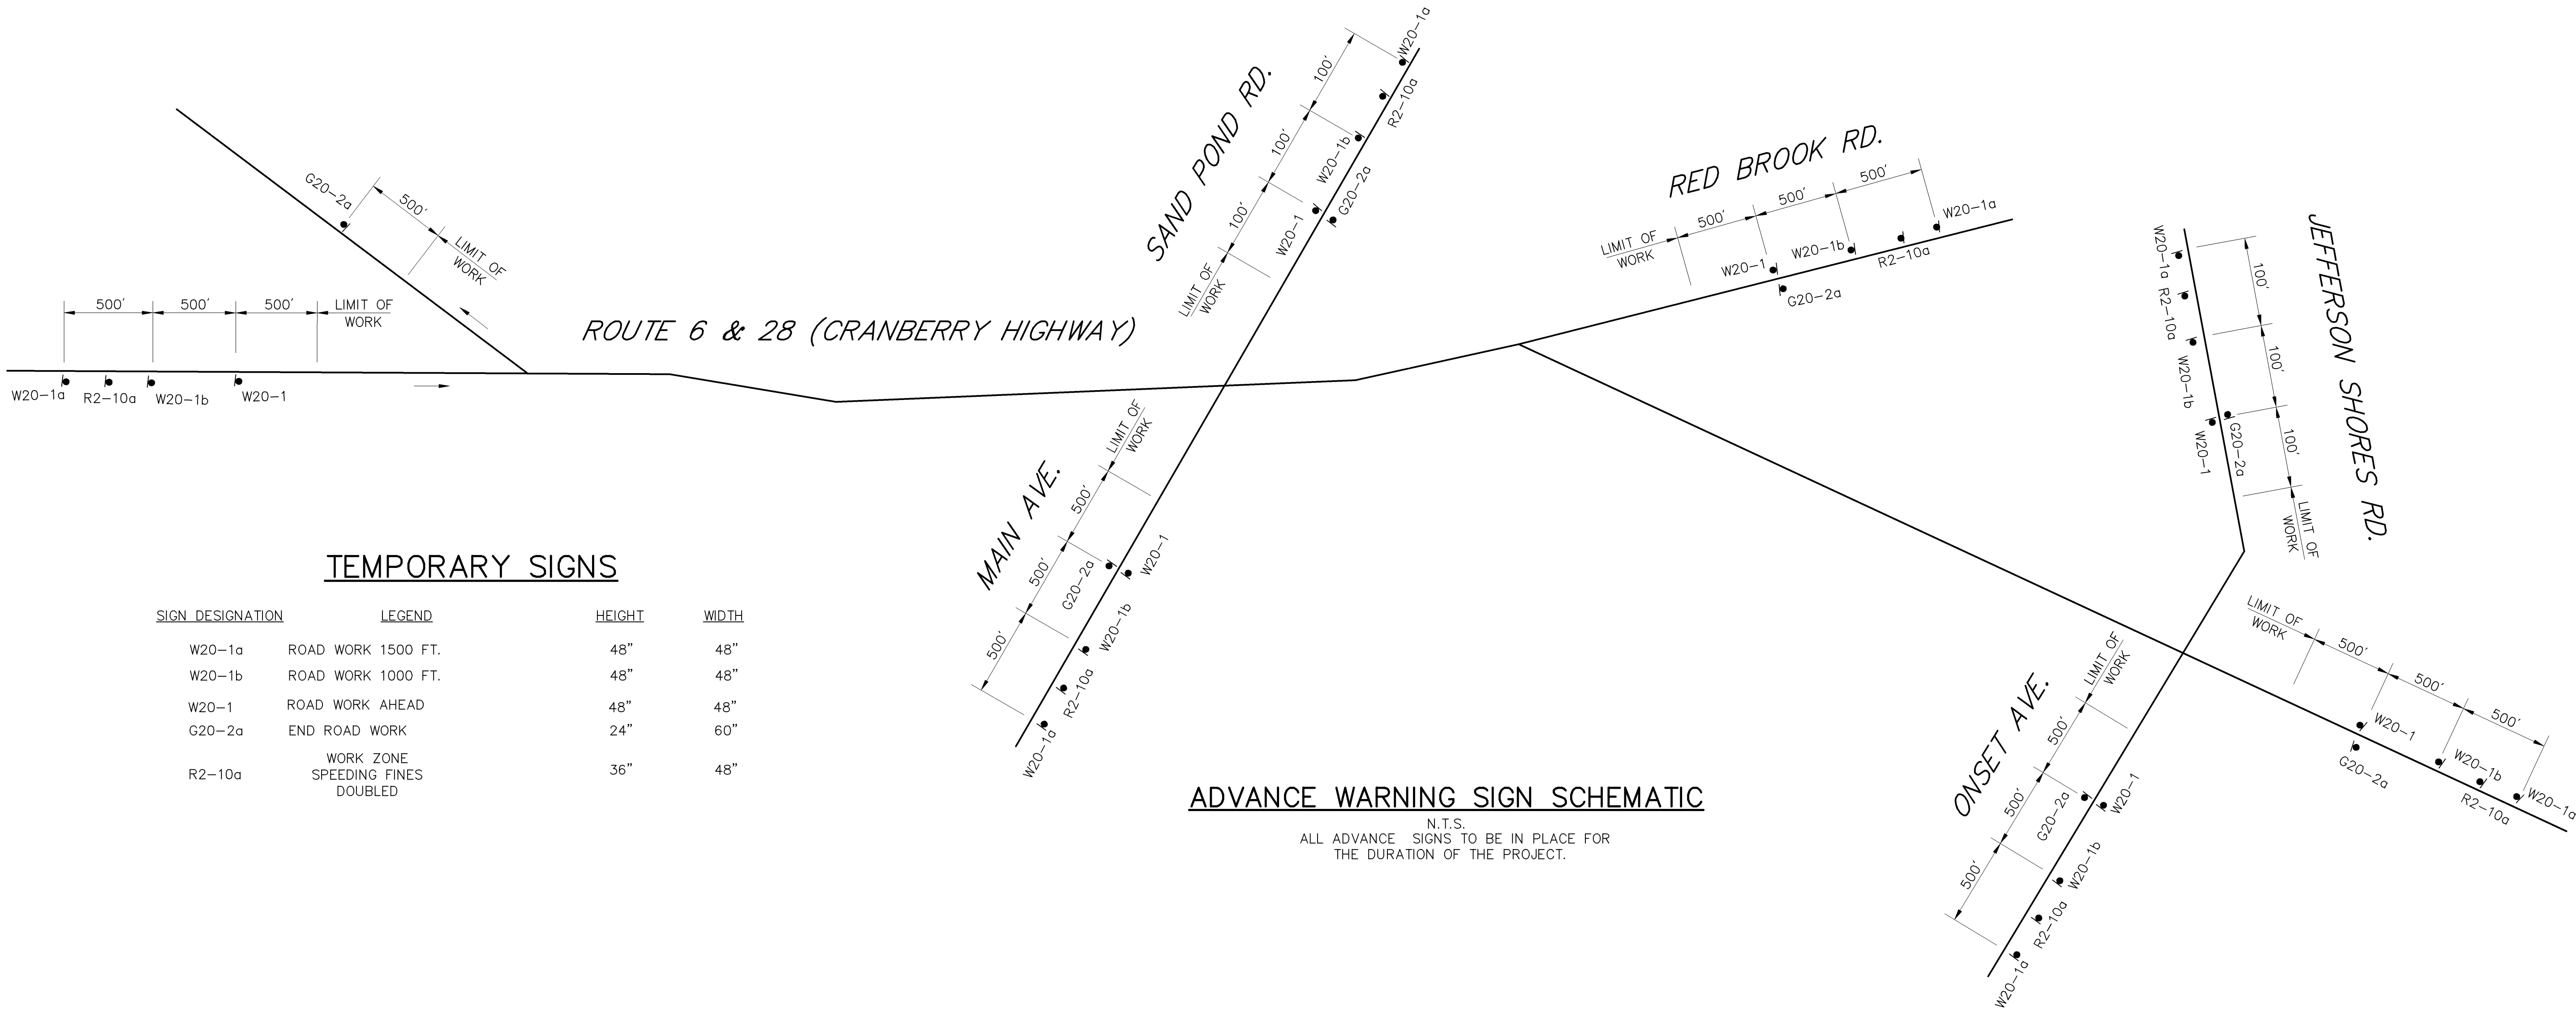 G20-2a
500'
LIMIT OF
WORK
500'
500'
500'
LIMIT OF
WORK
W20-1a
R2-10a
W20-1b
W20-1
ROUTE 6 & 28 (CRANBERRY HIGHWAY)
SAND POND RD.
100'
100'
100'
LIMIT OF
WORK
W20-1a
R2-10a
W20-1b
G20-2a
W20-1
RED BROOK RD.
LIMIT OF
WORK
500'
500'
500'
W20-1
W20-1b
R2-10a
W20-1a
G20-2a
JEFFERSON SHORES RD.
W20-1a
R2-10a
W20-1b
W20-1
G20-2a
100'
100'
100'
LIMIT OF
WORK
MAIN AVE.
LIMIT OF
WORK
500'
500'
500'
G20-2a
W20-1
W20-1b
R2-10a
W20-1a
LIMIT OF
WORK
500'
500'
500'
W20-1
G20-2a
W20-1b
R2-10a
W20-1a
ONSET AVE.
LIMIT OF
WORK
500'
500'
500'
G20-2a
W20-1
W20-1b
R2-10a
W20-1a
TEMPORARY SIGNS
SIGN DESIGNATION LEGEND HEIGHT WIDTH
W20-1a ROAD WORK 1500 FT. 48" 48"
W20-1b ROAD WORK 1000 FT. 48" 48"
W20-1 ROAD WORK AHEAD 48" 48"
G20-2a END ROAD WORK 24" 60"
WORK ZONE
R2-10a SPEEDING FINES 36" 48"
DOUBLED
ADVANCE WARNING SIGN SCHEMATIC
N.T.S.
ALL ADVANCE SIGNS TO BE IN PLACE FOR
THE DURATION OF THE PROJECT.